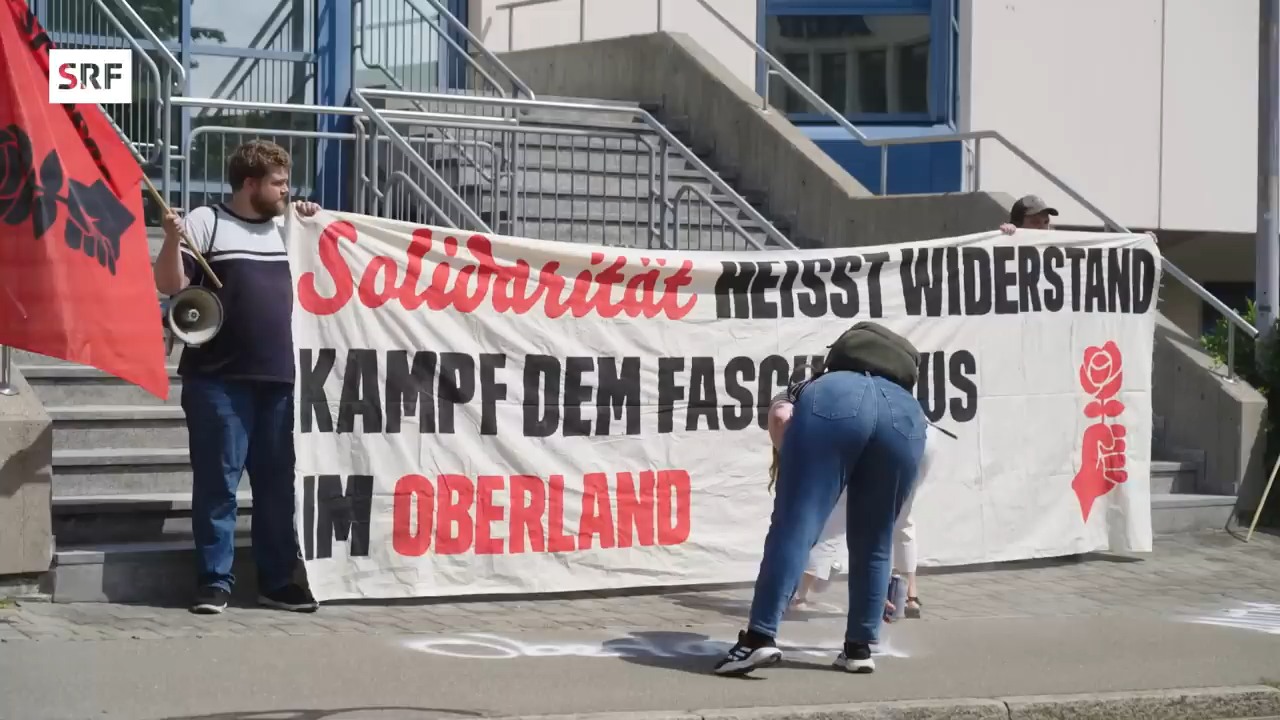 SRF
Solidarität HEISST WIDERSTAND
KAMPF DEM
IM OBERLAND